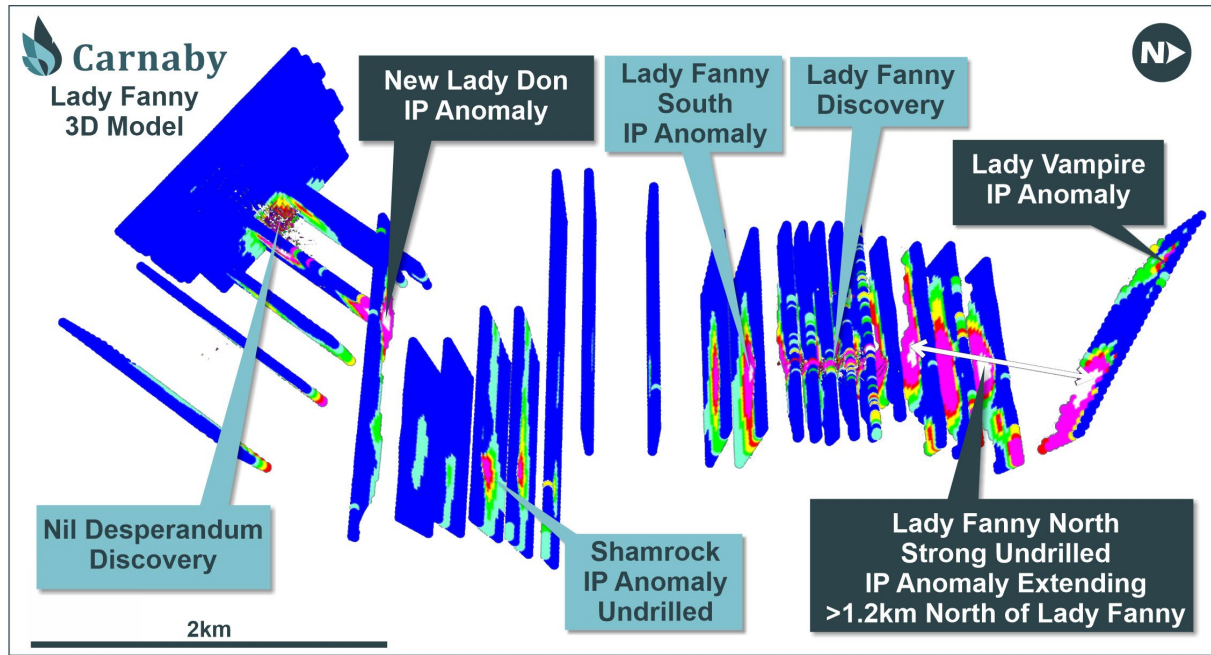 Carnaby
Lady Fanny
3D Model
New Lady Don
IP Anomaly
Lady Fanny
South
IP Anomaly
Lady Fanny
Discovery
N
Lady Vampire
IP Anomaly
Nil Desperandum
Discovery
Shamrock
IP Anomaly
Undrilled
Lady Fanny North
Strong Undrilled
IP Anomaly Extending
>1.2km North of Lady Fanny
2km